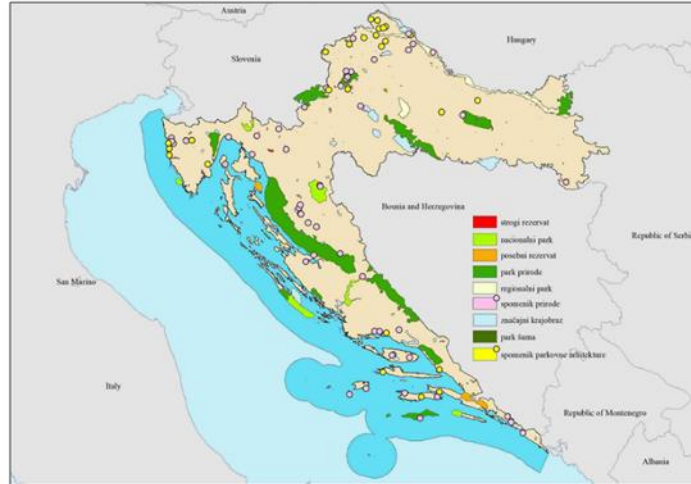 Austria
Hungary
Slovenia
Bosnia and Herzegovina
strogi rezervat
nacionalni park
posebni rezervat
park prirode
regionalni park
spomenik prirode
značajni krajobraz
park šuma
spomenik parkovne arhitekture
Republic of Serbi
San Marino
Italy
Republic of Montenegro
Albania